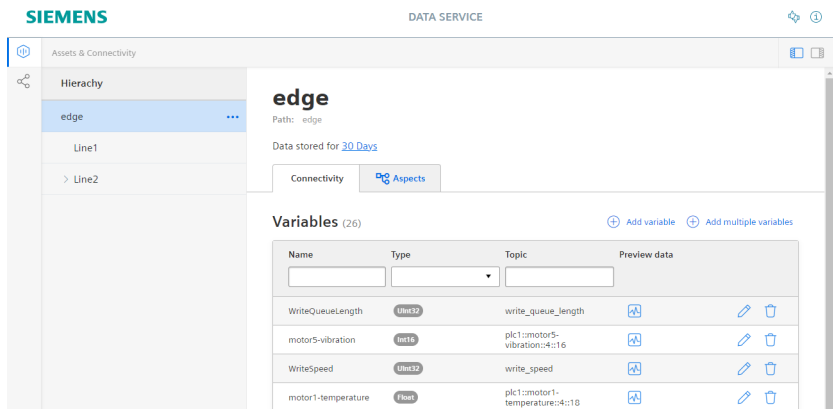 SIEMENS
DATA SERVICE
Assets & Connectivity
Hierachy
edge
Line1
Line2
edge
Path: edge
Data stored for 30 Days
Connectivity
Aspects
Variables (26)
Add variable
Add multiple variables
Name Type Topic Preview data
WriteQueueLength UInt32 write_queue_length
motor5-vibration Int16 plc1::motor5-
vibration::4::16
WriteSpeed UInt32 write_speed
motor1-temperature Float plc1::motor1-
temperature::4::18